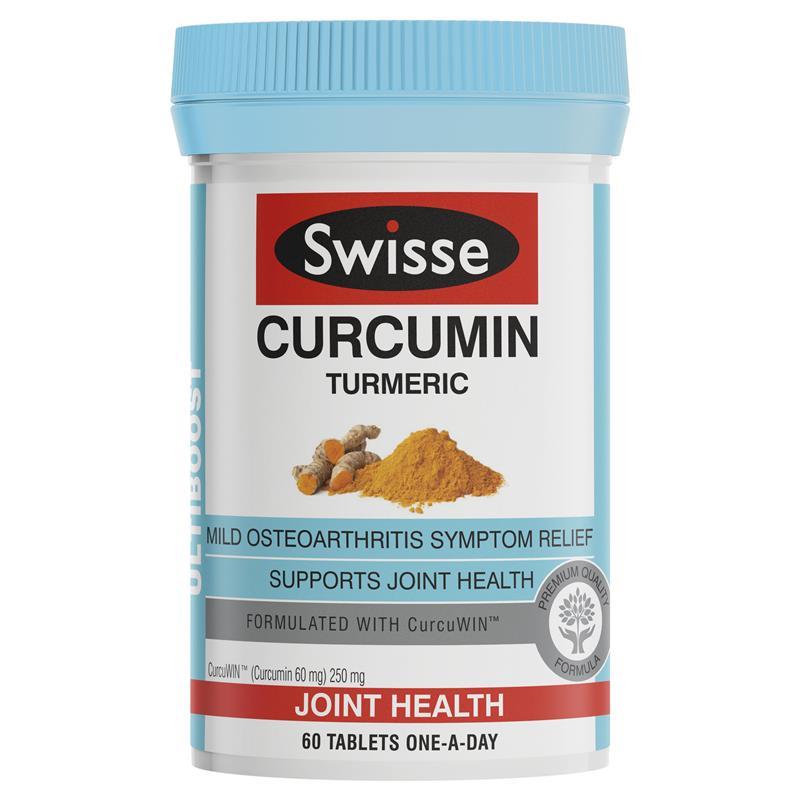 Swisse
CURCUMIN
TURMERIC
ULTIBOOST
MILD OSTEOARTHRITIS SYMPTOM RELIEF
SUPPORTS JOINT HEALTH
PREMIUM QUALITY
FORMULA
FORMULATED WITH CurcuWIN™
CurcuWIN™ (Curcumin 60 mg) 250 mg
JOINT HEALTH
60 TABLETS ONE-A-DAY